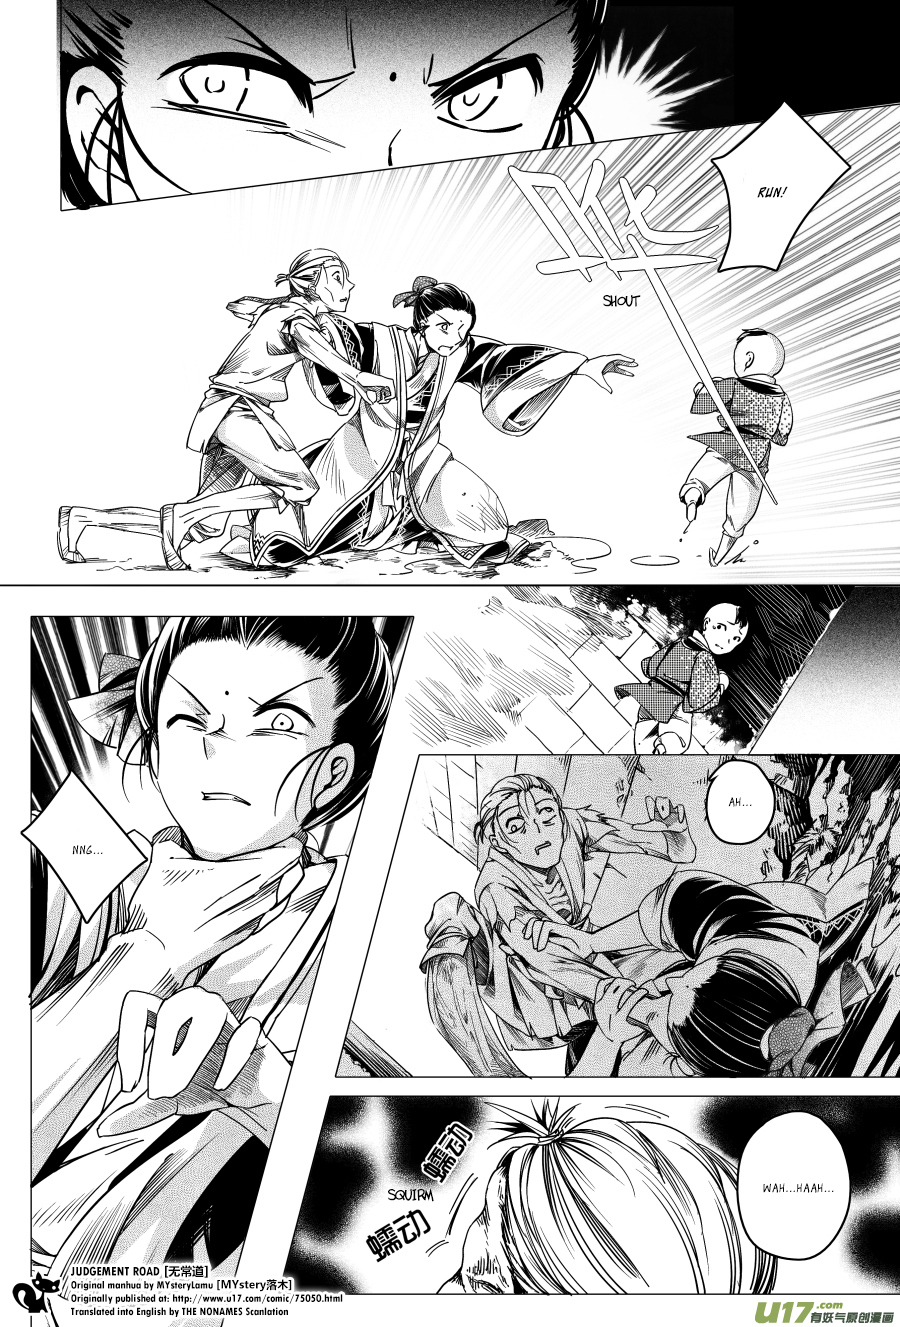 RUN!
SHOUT
NNG...
AH...
蠕动
SQUIRM
蠕动
WAH...HAAH...
JUDGEMENT ROAD [无常道]
Original manhua by MYsteryLamu [MYstery落木]
Originally published at: http://www.u17.com/comic/75050.html
Translated into English by THE NONAMES Scanlation
U17.com
有妖气原创漫画